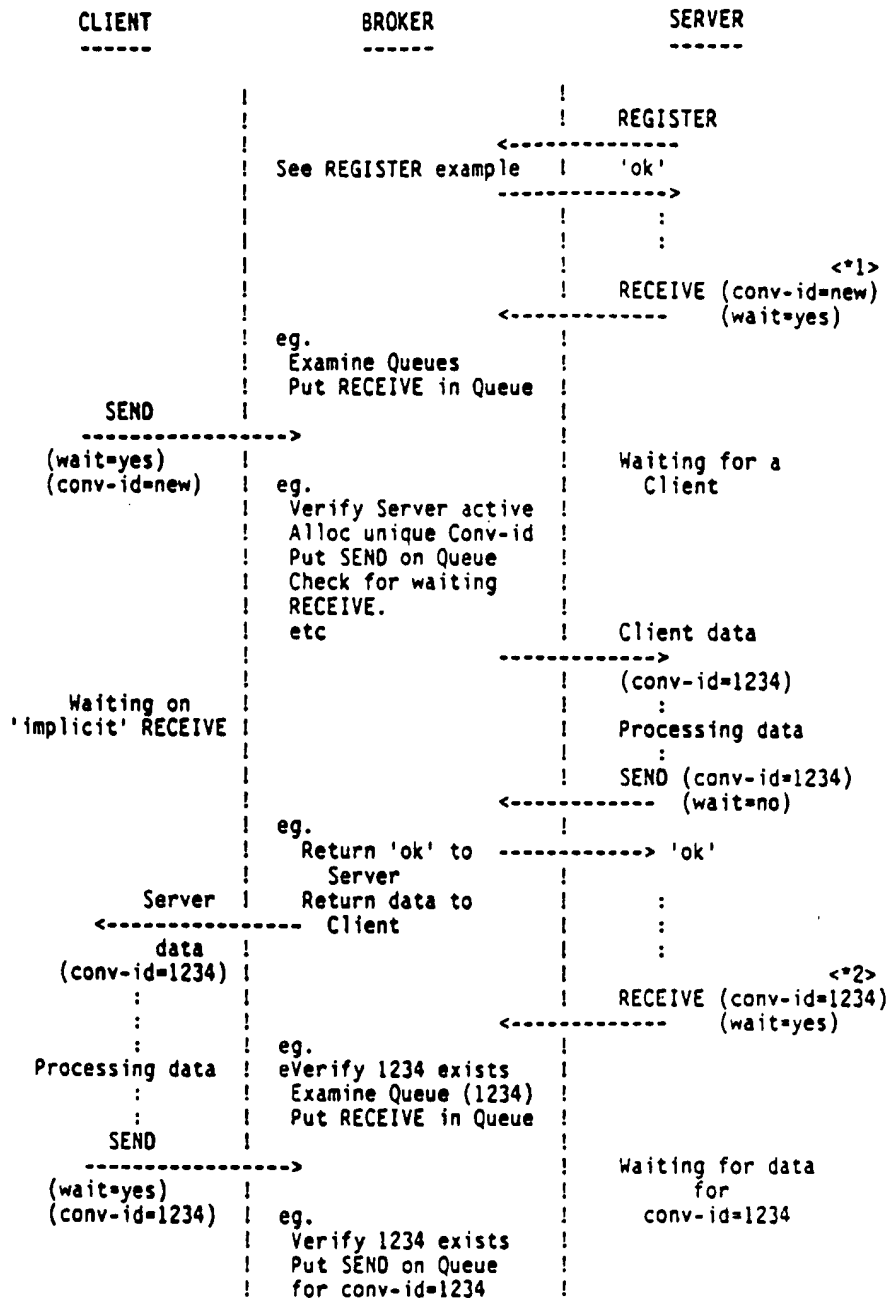 CLIENT BROKER SERVER
------ ------ ------
! ! REGISTER
<-------------
! See REGISTER example ! 'ok'
------------->
! ! :
! ! :
! ! <*1>
! ! RECEIVE (conv-id=new)
<------------- (wait=yes)
! eg. !
! Examine Queues !
! Put RECEIVE in Queue !
SEND ! !
----------------->
(wait=yes) ! ! Waiting for a
(conv-id=new) ! eg. ! Client
! Verify Server active !
! Alloc unique Conv-id !
! Put SEND on Queue !
! Check for waiting !
! RECEIVE. !
! etc ! Client data
------------->
! ! (conv-id=1234)
Waiting on ! ! :
'implicit' RECEIVE ! ! Processing data
! ! :
! ! SEND (conv-id=1234)
! <------------- (wait=no)
! eg. !
! Return 'ok' to -------------> 'ok'
! Server !
Server ! Return data to ! :
<----------------- Client ! :
data ! ! :
(conv-id=1234) ! ! <*2>
: ! ! RECEIVE (conv-id=1234)
: ! <------------- (wait=yes)
: ! eg. !
Processing data ! eVerify 1234 exists !
: ! Examine Queue (1234) !
: ! Put RECEIVE in Queue !
SEND ! !
-----------------> ! Waiting for data
(wait=yes) ! ! for
(conv-id=1234) ! eg. ! conv-id=1234
! Verify 1234 exists !
! Put SEND on Queue !
! for conv-id=1234 !